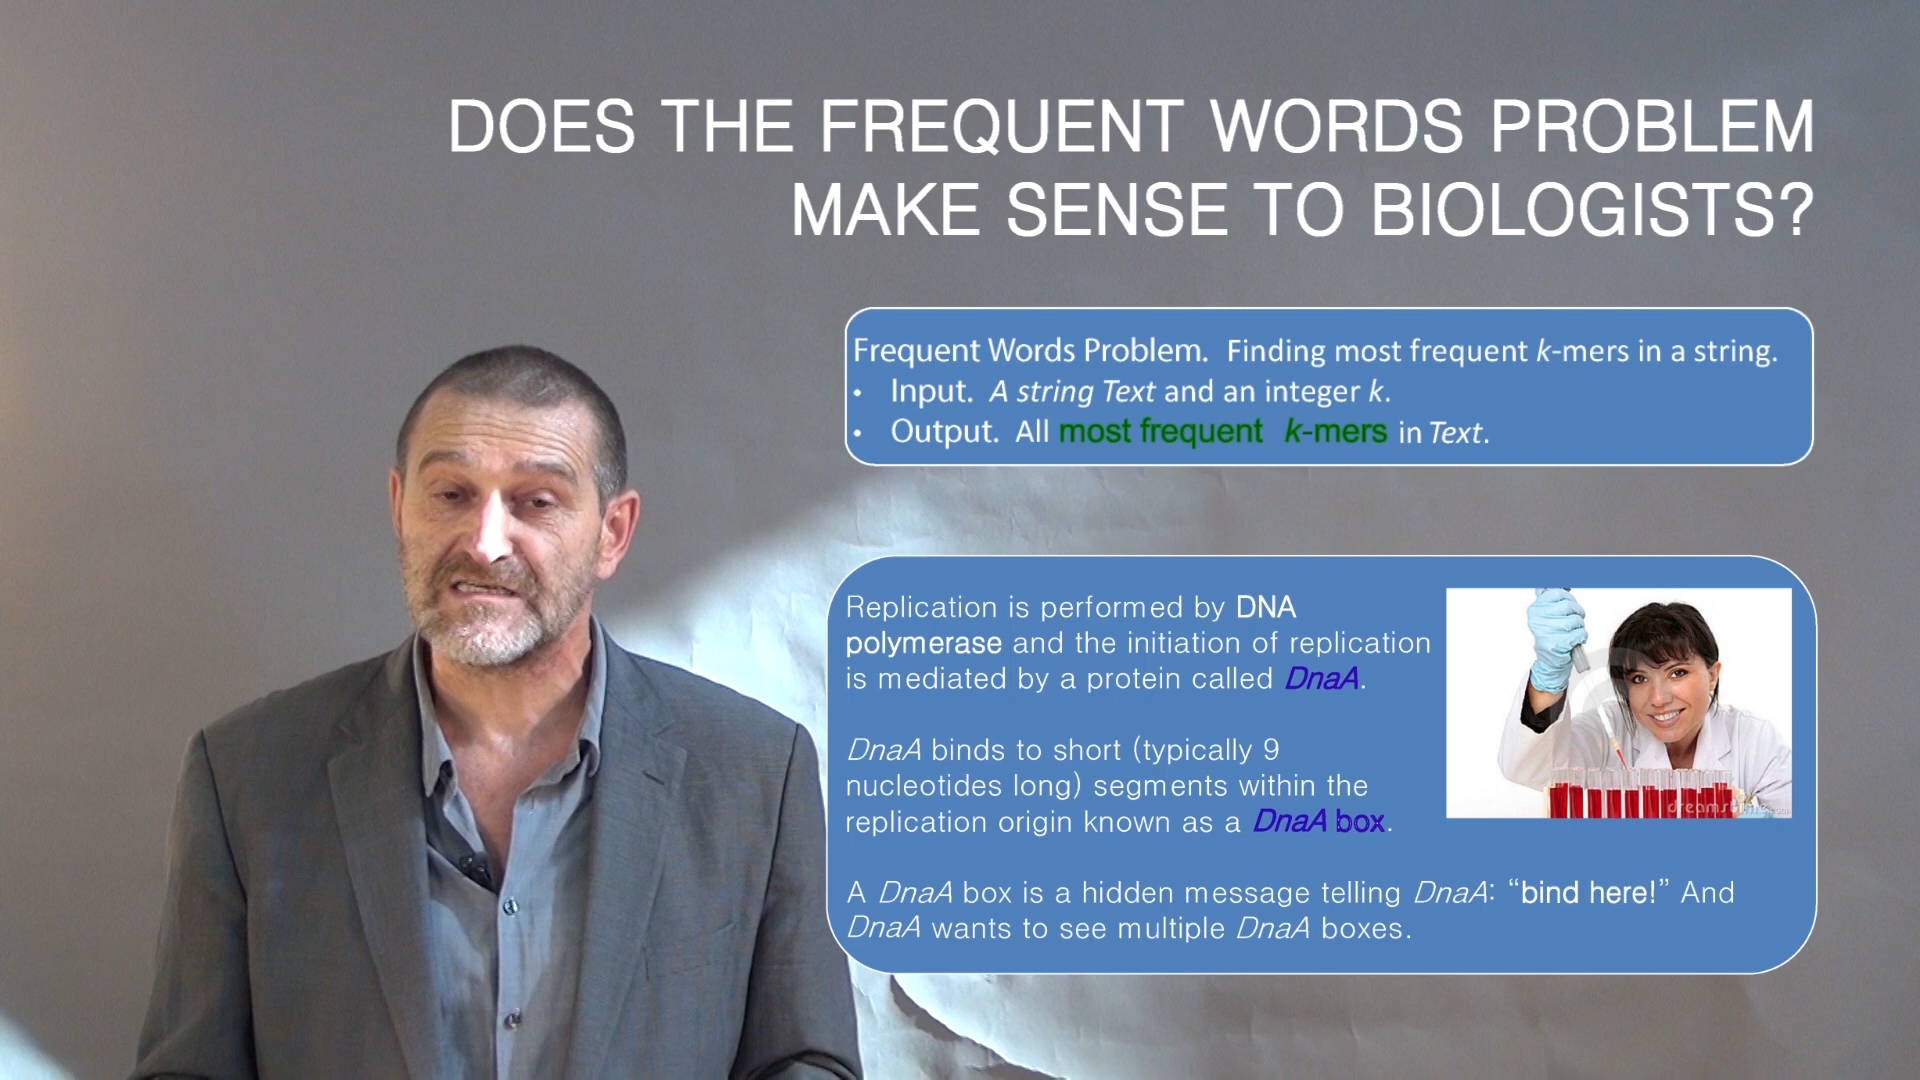 DOES THE FREQUENT WORDS PROBLEM
MAKE SENSE TO BIOLOGISTS?
Frequent Words Problem. Finding most frequent k-mers in a string.
• Input. A string Text and an integer k.
• Output. All most frequent k-mers in Text.
Replication is performed by DNA
polymerase and the initiation of replication
is mediated by a protein called DnaA.
DnaA binds to short (typically 9
nucleotides long) segments within the
replication origin known as a DnaA box.
A DnaA box is a hidden message telling DnaA: “bind here!” And
DnaA wants to see multiple DnaA boxes.